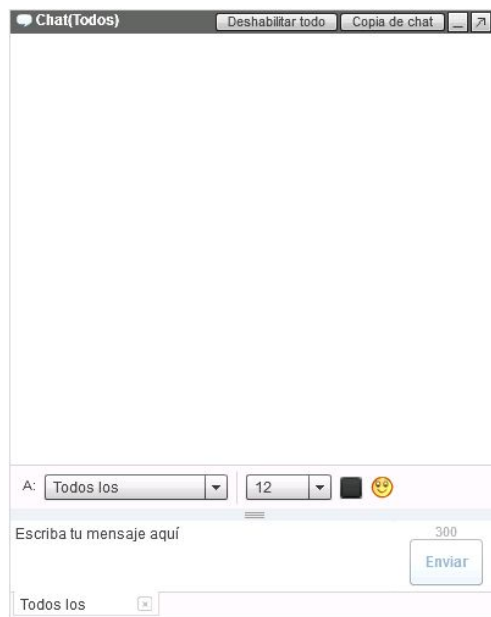 Chat(Todos) Deshabilitar todo Copia de chat
A: Todos los 12
Escriba tu mensaje aquí 300
Enviar
Todos los